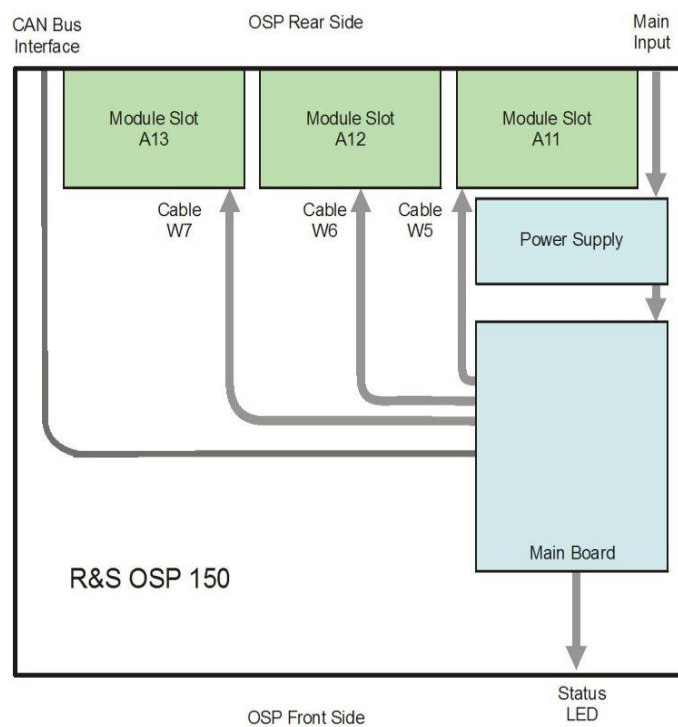 CAN Bus
Interface
OSP Rear Side
Main
Input
Module Slot
A13
Module Slot
A12
Module Slot
A11
Cable
W7
Cable
W6
Cable
W5
Power Supply
Main Board
R&S OSP 150
Status
LED
OSP Front Side